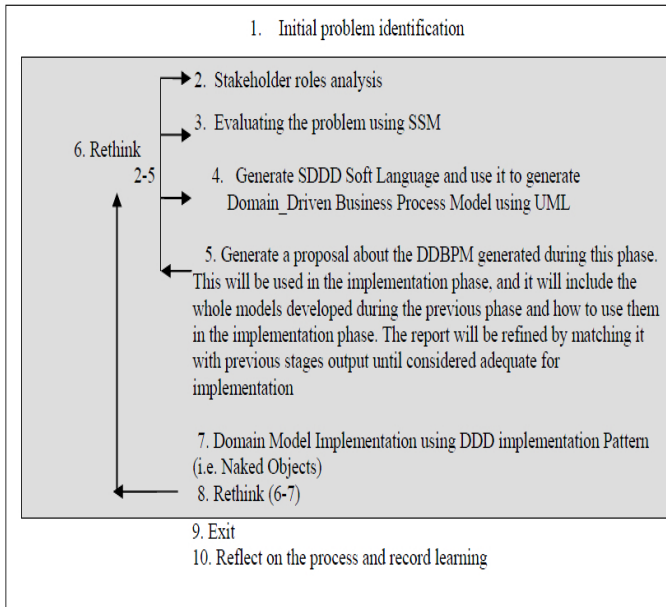 1. Initial problem identification
2. Stakeholder roles analysis
3. Evaluating the problem using SSM
6. Rethink
2-5
4. Generate SDDD Soft Language and use it to generate
Domain_Driven Business Process Model using UML
5. Generate a proposal about the DDBPM generated during this phase.
This will be used in the implementation phase, and it will include the
whole models developed during the previous phase and how to use them
in the implementation phase. The report will be refined by matching it
with previous stages output until considered adequate for
implementation
7. Domain Model Implementation using DDD implementation Pattern
(i.e. Naked Objects)
8. Rethink (6-7)
9. Exit
10. Reflect on the process and record learning